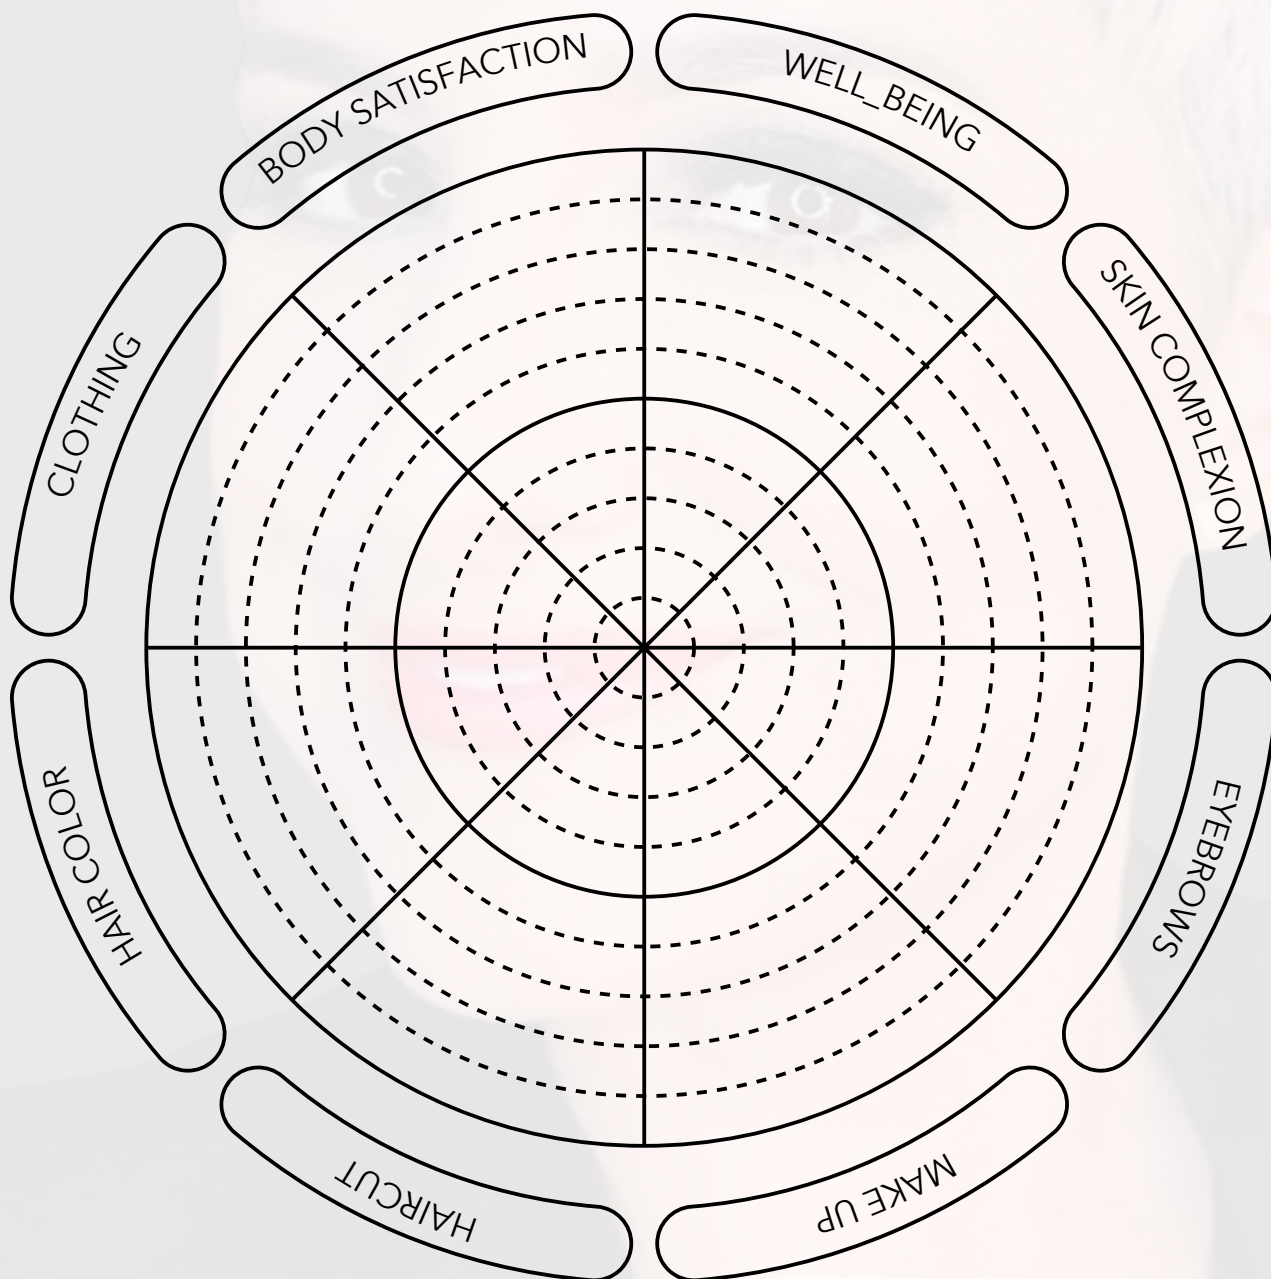 BODY SATISFACTION
WELL_BEING
SKIN COMPLEXION
EYEBROWS
MAKE UP
HAIRCUT
HAIR COLOR
CLOTHING